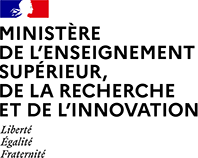 MINISTÈRE
DE L'ENSEIGNEMENT
SUPÉRIEUR,
DE LA RECHERCHE
ET DE L'INNOVATION
Liberté
Égalité
Fraternité